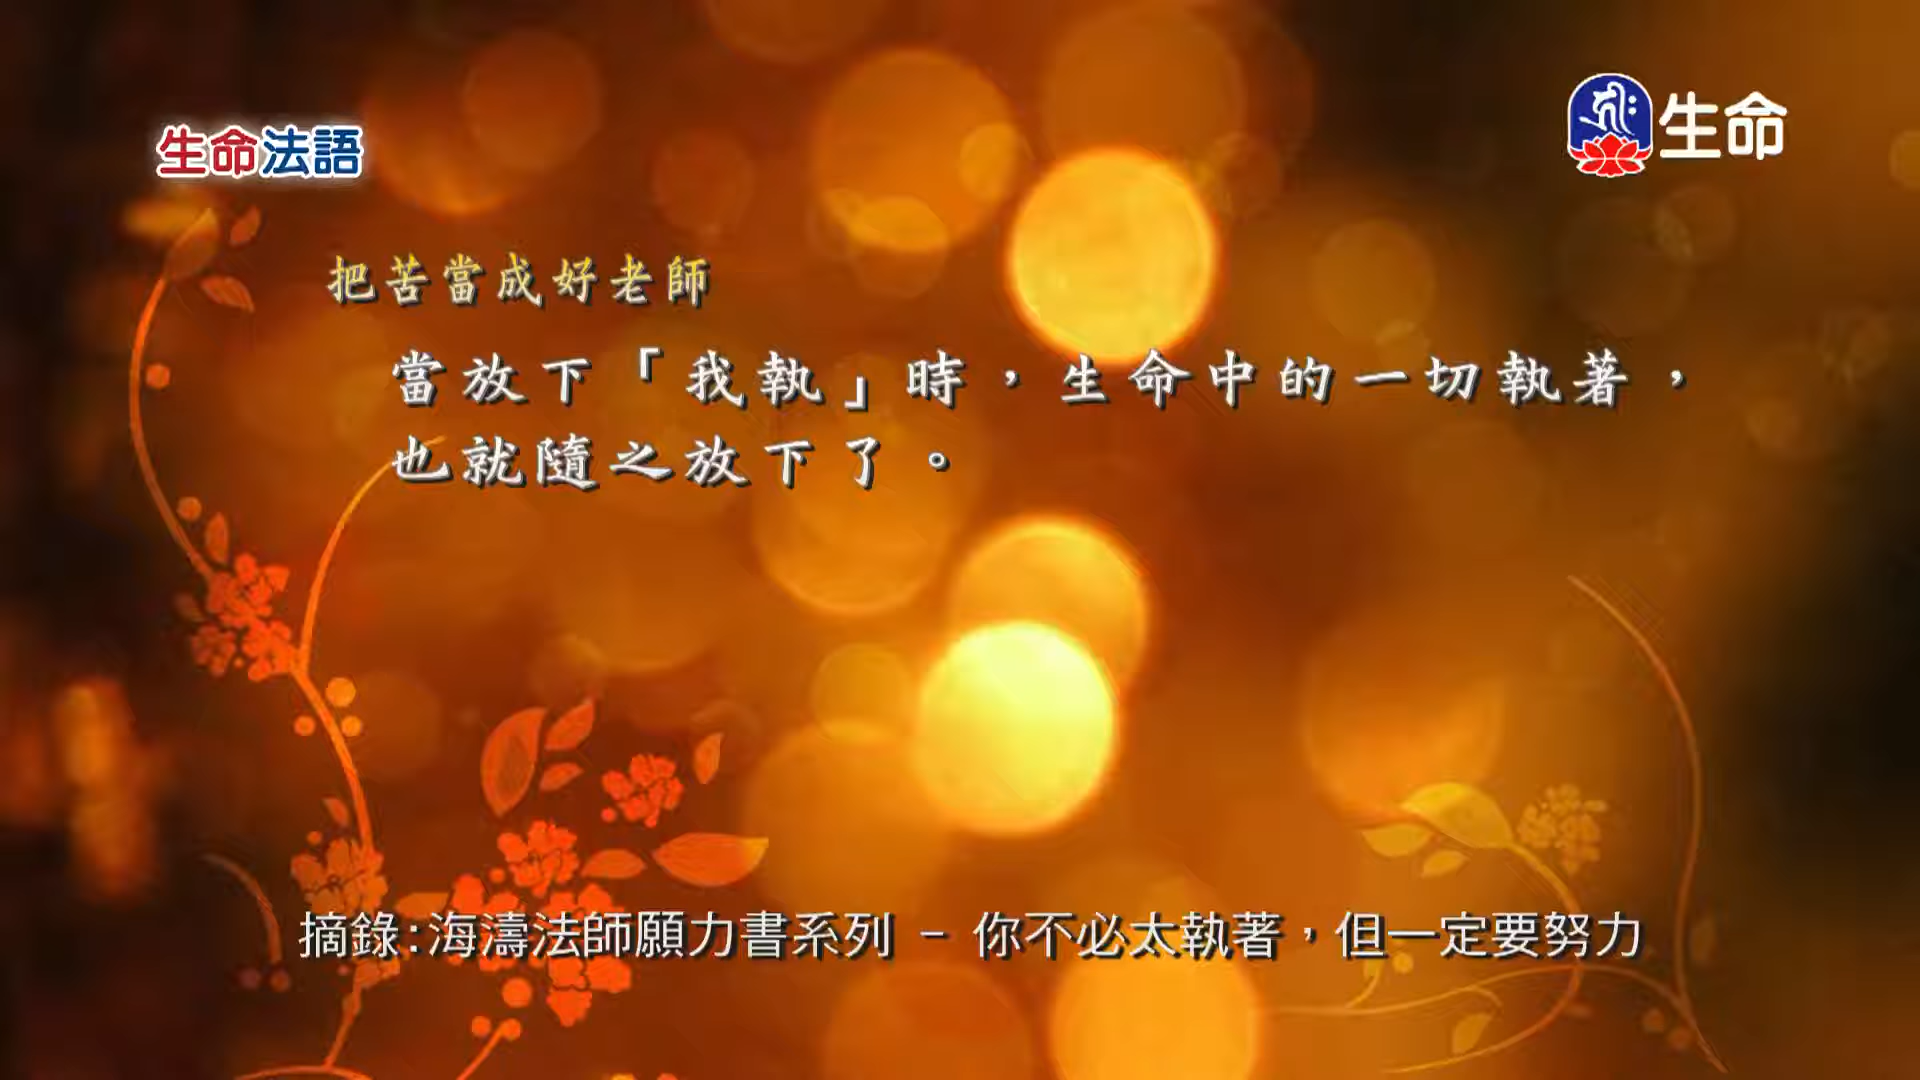 生命法語
生命
把苦當成好老師
當放下「我執」時，生命中的一切執著，
也就隨之放下了。
摘錄:海濤法師願力書系列 - 你不必太執著，但一定要努力